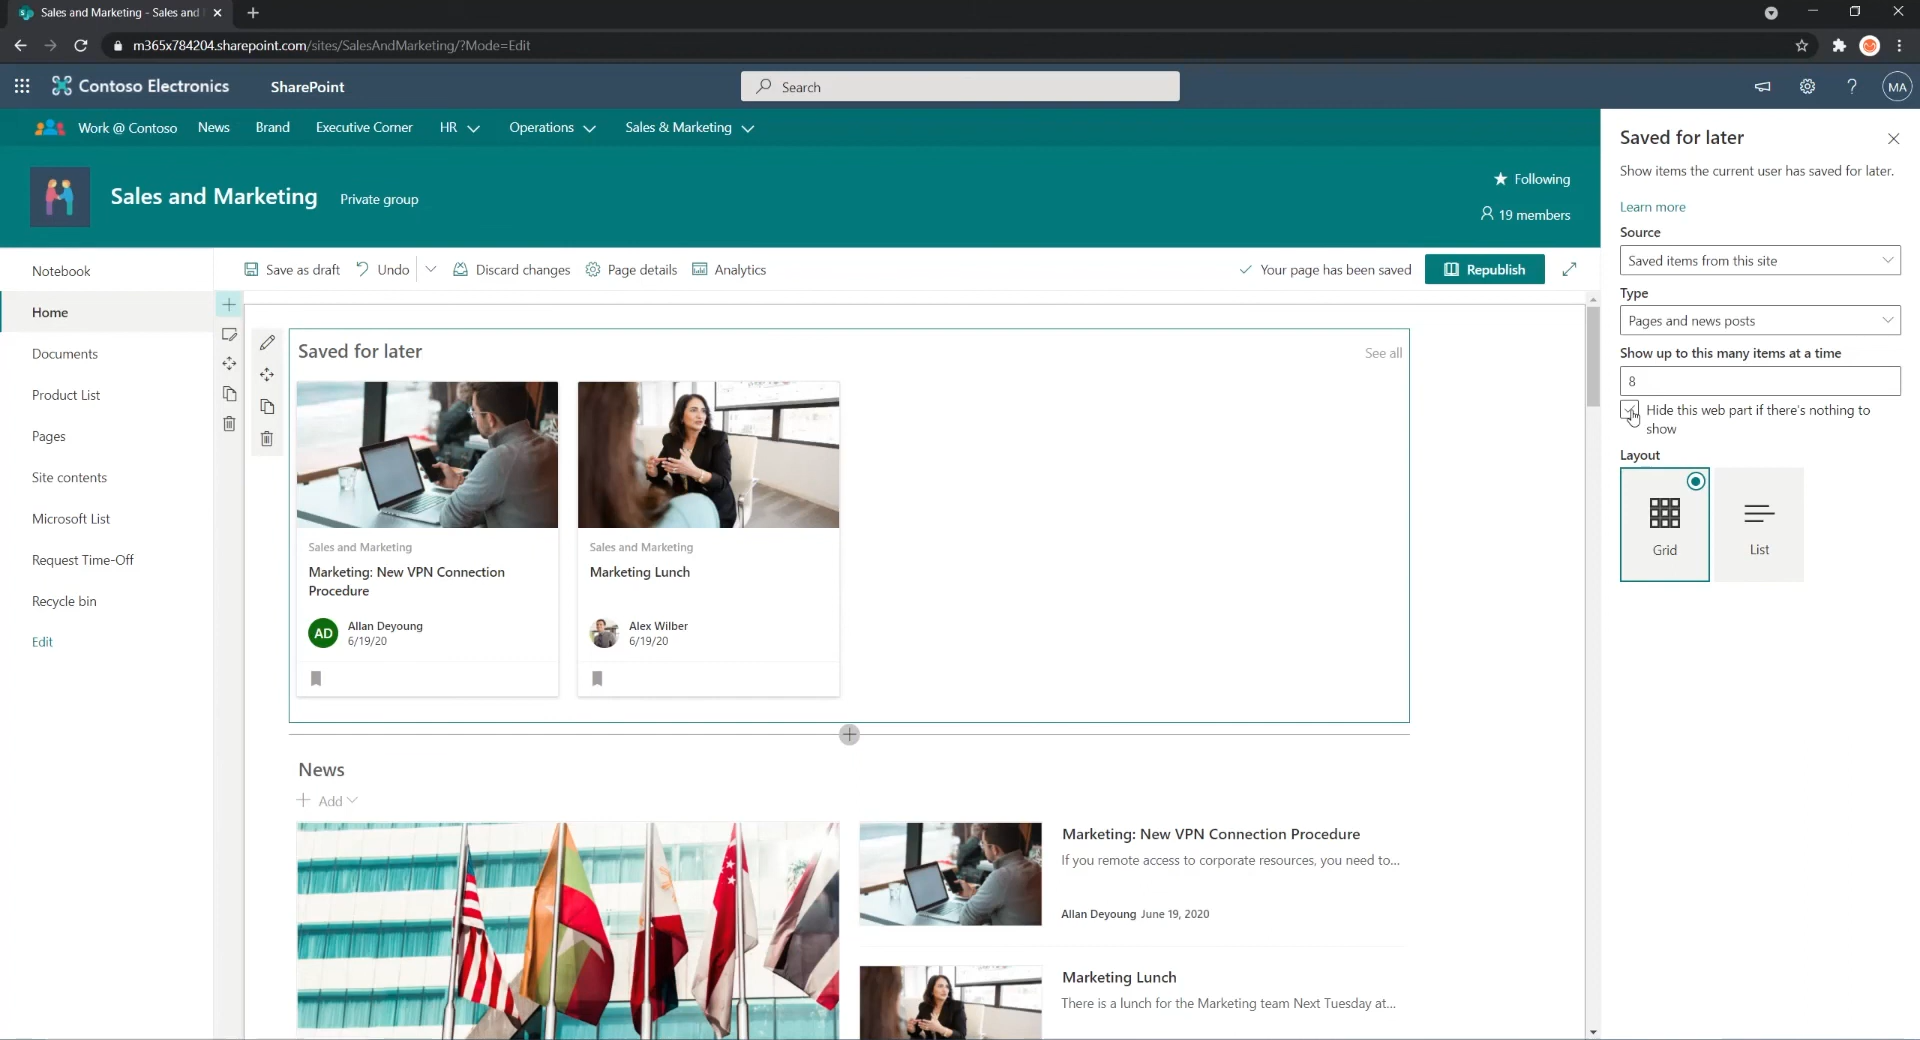 Sales and Marketing - Sales and
m365x784204.sharepoint.com/sites/SalesAndMarketing/?Mode=Edit
Contoso Electronics
SharePoint
Search
?
MA
Work @ Contoso
News
Brand
Executive Corner
HR
Operations
Sales & Marketing
Sales and Marketing
Private group
Following
19 members
Notebook
Home
Documents
Product List
Pages
Site contents
Microsoft List
Request Time-Off
Recycle bin
Edit
Save as draft
Undo
Discard changes
Page details
Analytics
Your page has been saved
Republish
Saved for later
See all
Sales and Marketing
Marketing: New VPN Connection
Procedure
AD
Allan Deyoung
6/19/20
Sales and Marketing
Marketing Lunch
Alex Wilber
6/19/20
News
Add
Marketing: New VPN Connection Procedure
If you remote access to corporate resources, you need to...
Allan Deyoung June 19, 2020
Marketing Lunch
There is a lunch for the Marketing team Next Tuesday at...
Saved for later
Show items the current user has saved for later.
Learn more
Source
Saved items from this site
Type
Pages and news posts
Show up to this many items at a time
8
Hide this web part if there's nothing to
show
Layout
Grid
List